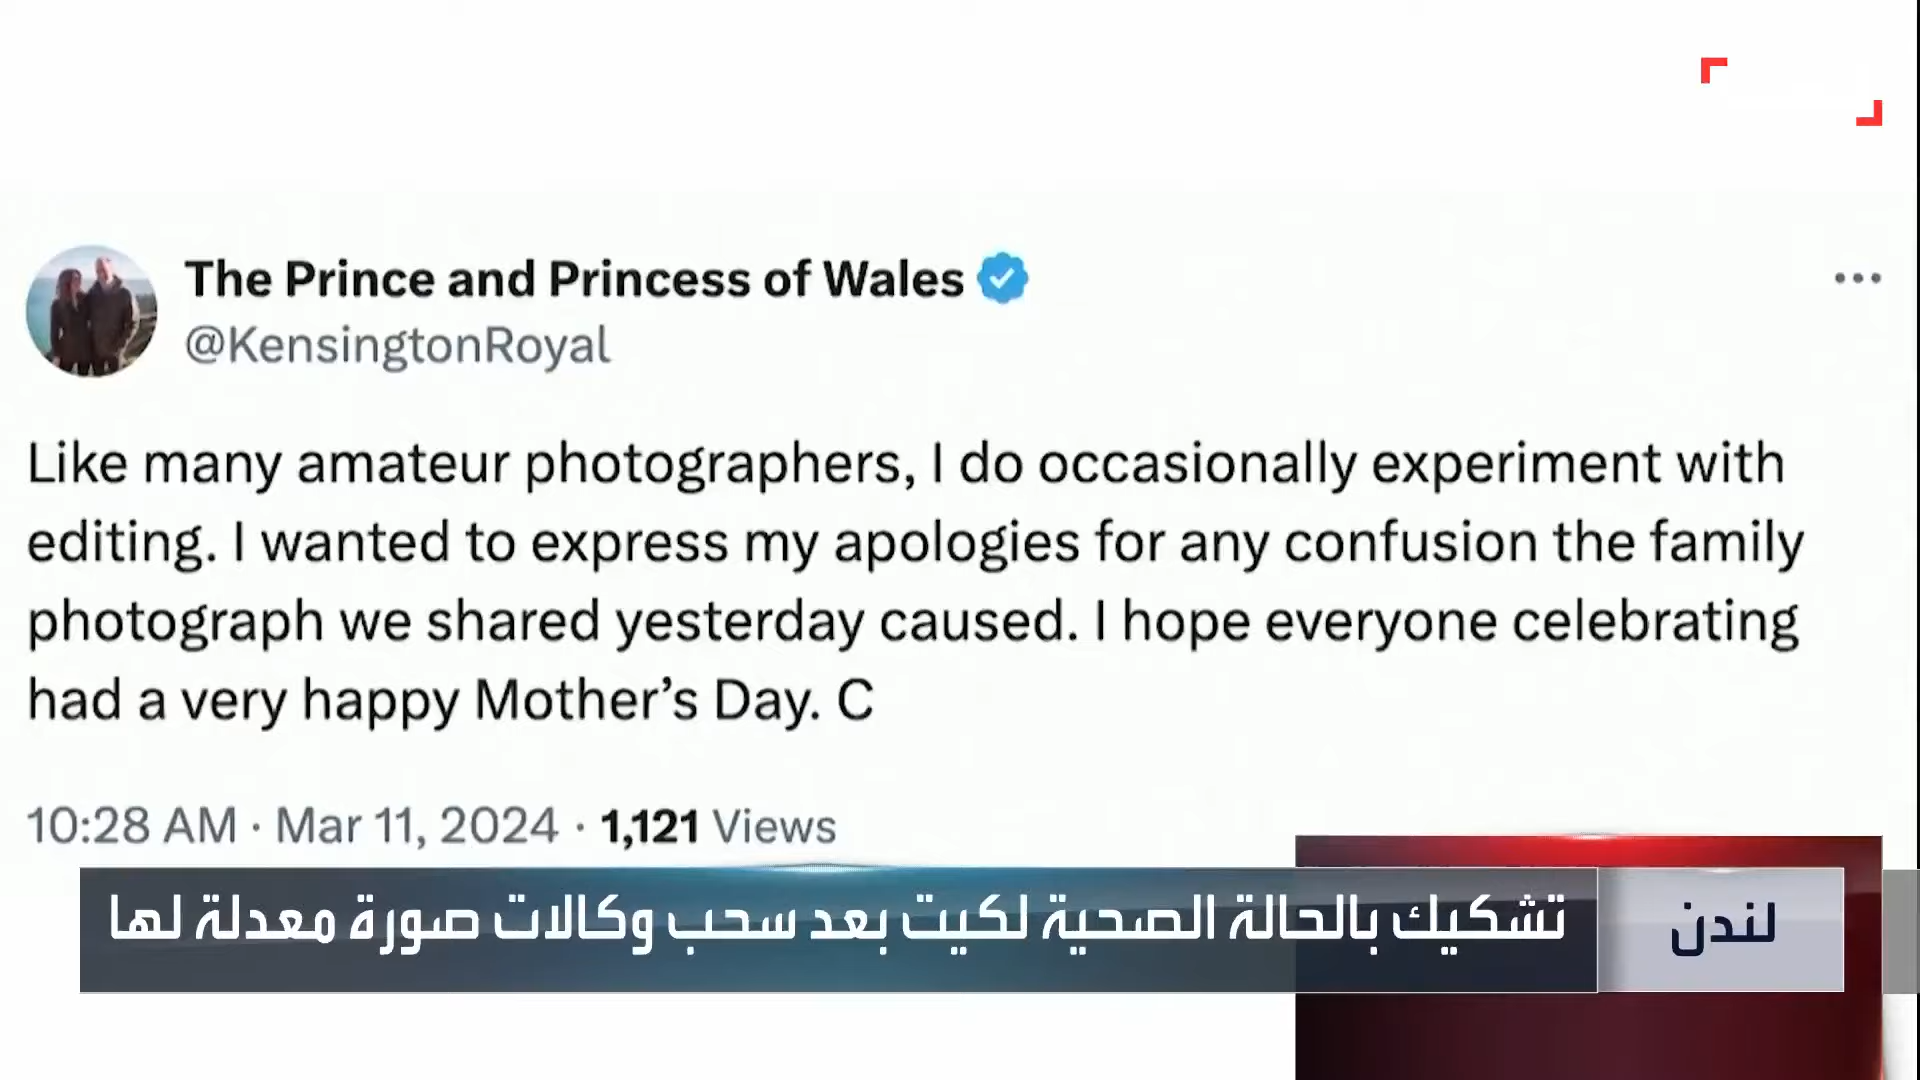 The Prince and Princess of Wales
@KensingtonRoyal
Like many amateur photographers, I do occasionally experiment with
editing. I wanted to express my apologies for any confusion the family
photograph we shared yesterday caused. I hope everyone celebrating
had a very happy Mother’s Day. C
10:28 AM · Mar 11, 2024 · 1,121 Views
لندن
تشكيك بالحالة الصحية لكيت بعد سحب وكالات صورة معدلة لها